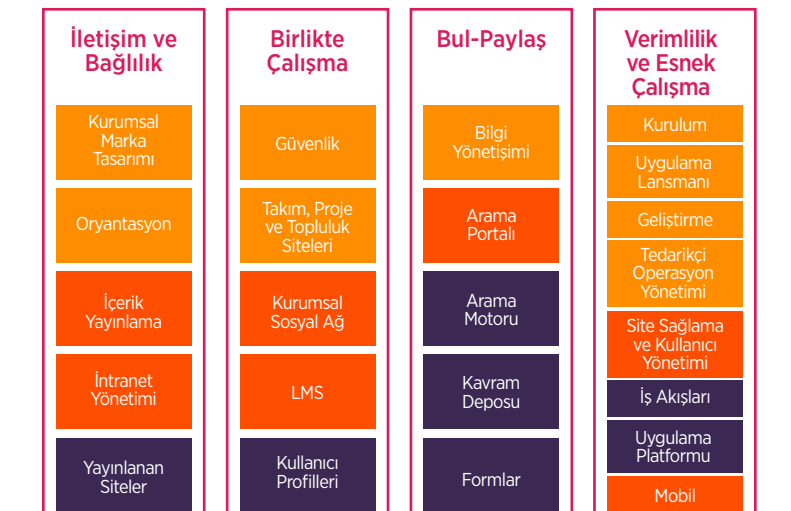 İletişim ve
Bağlılık
Kurumsal
Marka
Tasarımı
Oryantasyon
İçerik
Yayınlama
İntranet
Yönetimi
Yayınlanan
Siteler
Birlikte
Çalışma
Güvenlik
Takım, Proje
ve Topluluk
Siteleri
Kurumsal
Sosyal Ağ
LMS
Kullanıcı
Profilleri
Bul-Paylaş
Bilgi
Yönetişimi
Arama
Portalı
Arama
Motoru
Kavram
Deposu
Formlar
Verimlilik
ve Esnek
Çalışma
Kurulum
Uygulama
Lansmanı
Geliştirme
Tedarikçi
Operasyon
Yönetimi
Site Sağlama
ve Kullanıcı
Yönetimi
İş Akışları
Uygulama
Platformu
Mobil